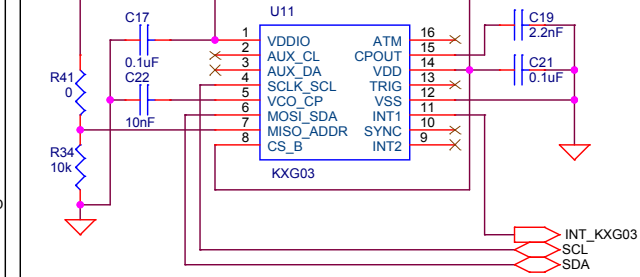 C17
0.1uF
C22
10nF
R41
0
R34
10k
U11
1 VDDIO ATM 16
2 AUX_CL CPOUT 15
3 AUX_DA VDD 14
4 SCLK_SCL TRIG 13
5 VCO_CP VSS 12
6 MOSI_SDA INT1 11
7 MISO_ADDR SYNC 10
8 CS_B INT2 9
KXG03
C19
2.2nF
C21
0.1uF
INT_KXG03
SCL
SDA